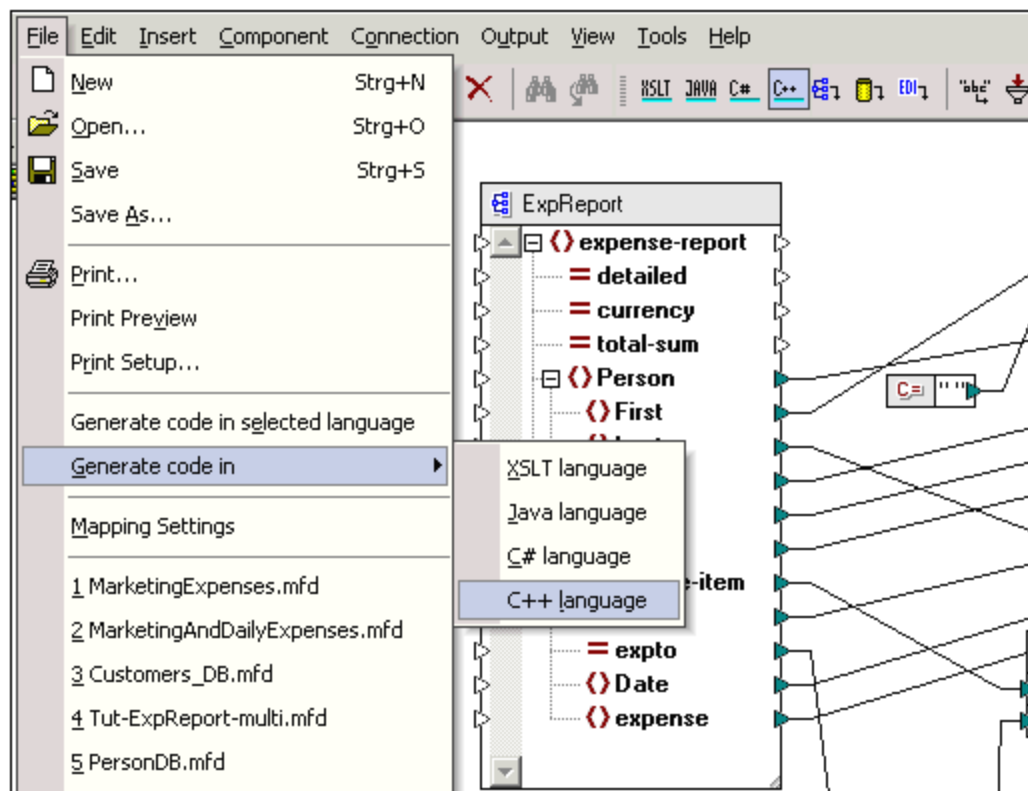 File Edit Insert Component Connection Output View Tools Help
New Strg+N
Open... Strg+O
Save Strg+S
Save As...
Print...
Print Preview
Print Setup...
Generate code in selected language
Generate code in
Mapping Settings
1 MarketingExpenses.mfd
2 MarketingAndDailyExpenses.mfd
3 Customers_DB.mfd
4 Tut-ExpReport-multi.mfd
5 PersonDB.mfd
XSLT language
Java language
C# language
C++ language
XSLT JAVA C# C++ EDI "abc"
ExpReport
expense-report
detailed
currency
total-sum
Person
First
e-item
expto
Date
expense
C= " "